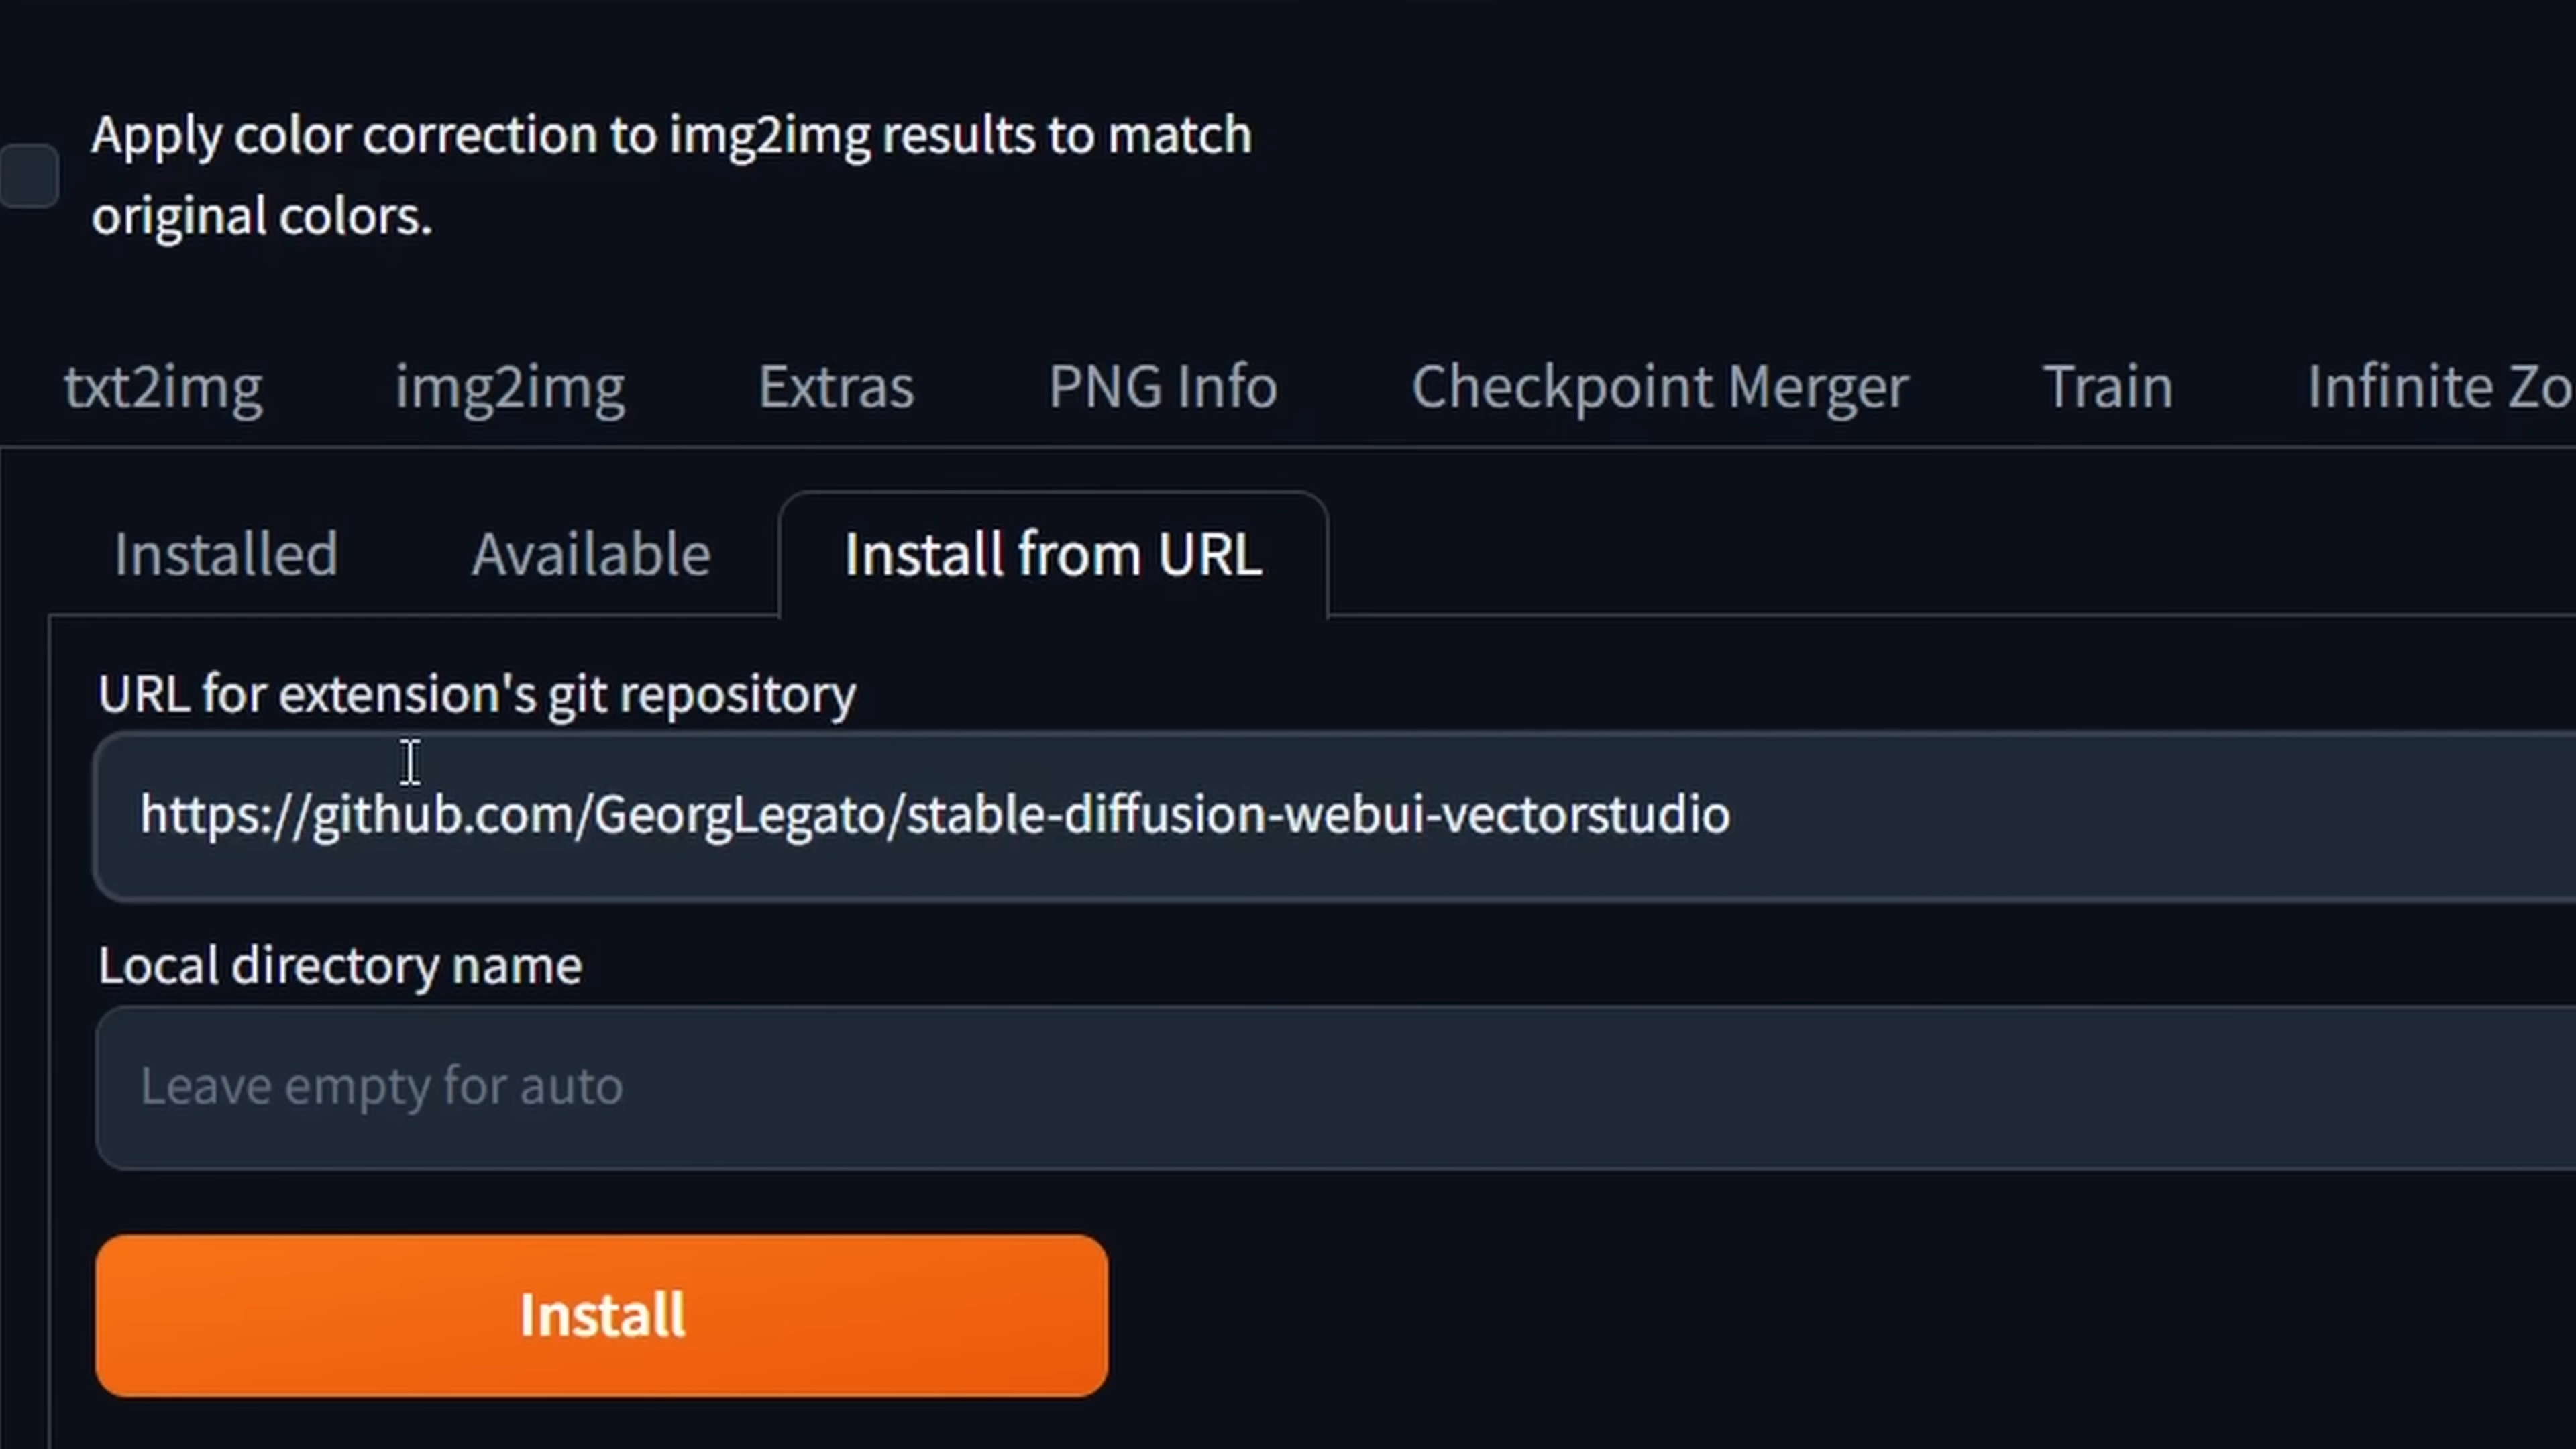 Apply color correction to img2img results to match
original colors.
txt2img img2img Extras PNG Info Checkpoint Merger Train Infinite Zo
Installed Available Install from URL
URL for extension's git repository
https://github.com/GeorgLegato/stable-diffusion-webui-vectorstudio
Local directory name
Leave empty for auto
Install